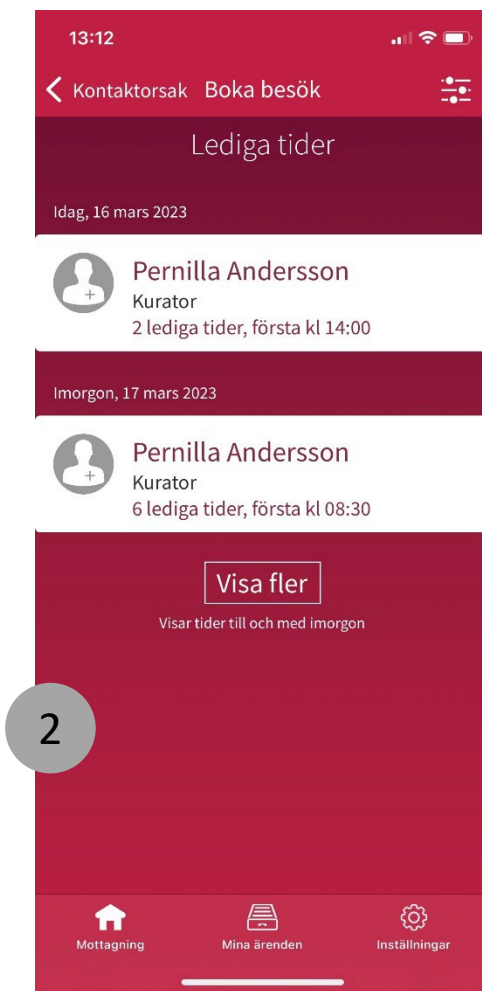 13:12
Kontaktorsak Boka besök
Lediga tider
Idag, 16 mars 2023
Pernilla Andersson
Kurator
2 lediga tider, första kl 14:00
Imorgon, 17 mars 2023
Pernilla Andersson
Kurator
6 lediga tider, första kl 08:30
Visa fler
Visar tider till och med imorgon
2
Mottagning Mina ärenden Inställningar